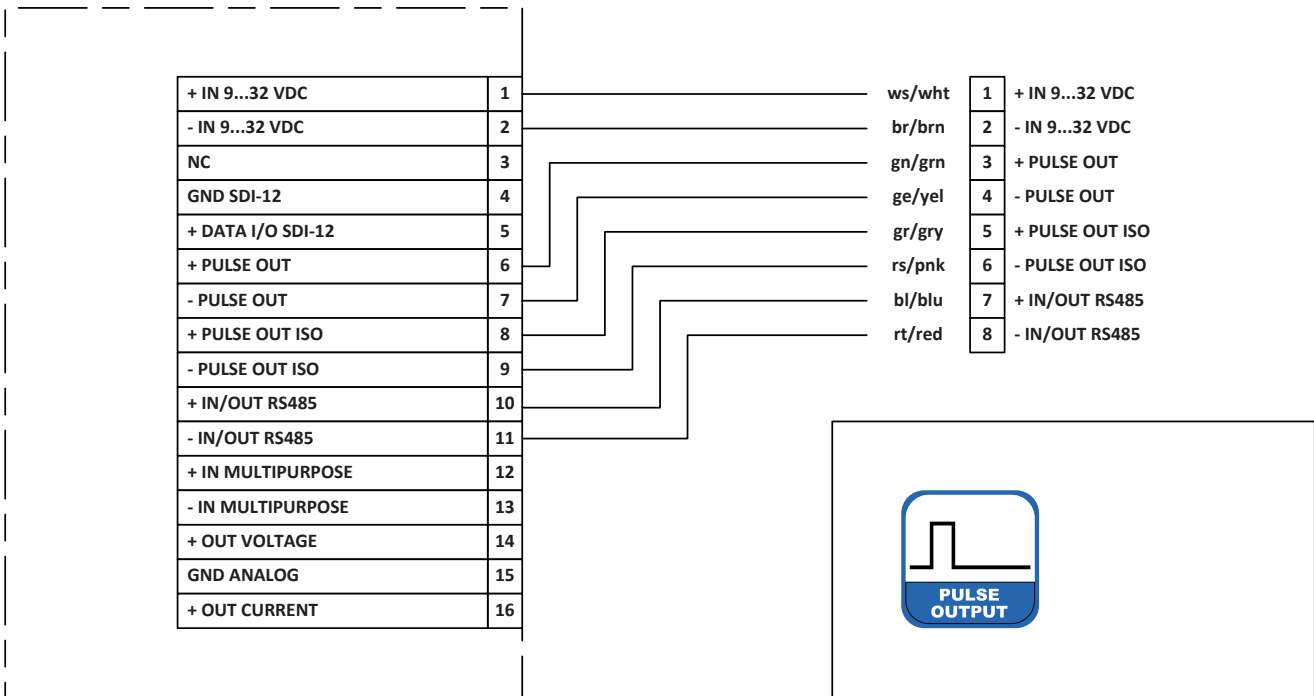 + IN 9...32 VDC 1 ws/wht 1 + IN 9...32 VDC
- IN 9...32 VDC 2 br/brn 2 - IN 9...32 VDC
NC 3 gn/grn 3 + PULSE OUT
GND SDI-12 4 ge/yel 4 - PULSE OUT
+ DATA I/O SDI-12 5 gr/gry 5 + PULSE OUT ISO
+ PULSE OUT 6 rs/pnk 6 - PULSE OUT ISO
- PULSE OUT 7 bl/blu 7 + IN/OUT RS485
+ PULSE OUT ISO 8 rt/red 8 - IN/OUT RS485
- PULSE OUT ISO 9
+ IN/OUT RS485 10
- IN/OUT RS485 11
+ IN MULTIPURPOSE 12
- IN MULTIPURPOSE 13
+ OUT VOLTAGE 14
GND ANALOG 15
+ OUT CURRENT 16
PULSE
OUTPUT